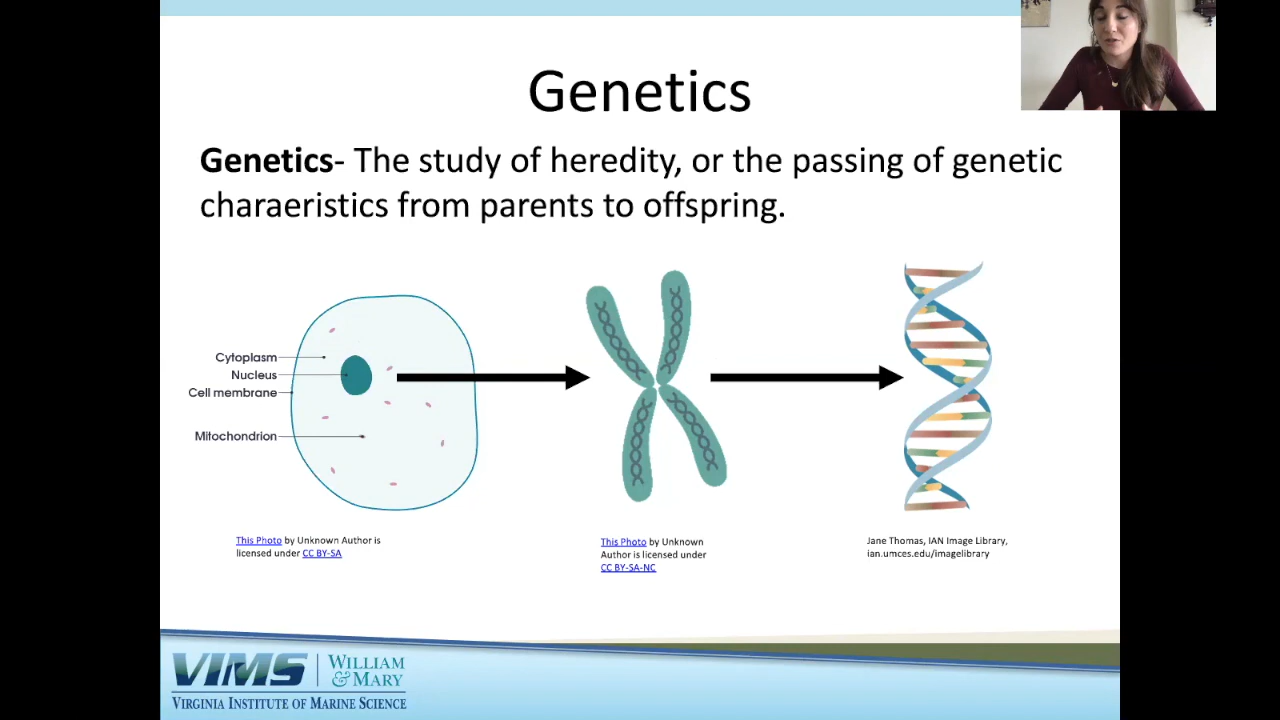 Genetics
Genetics- The study of heredity, or the passing of genetic
charaeristics from parents to offspring.
Cytoplasm
Nucleus
Cell membrane
Mitochondrion
This Photo by Unknown Author is
licensed under CC BY-SA
This Photo by Unknown
Author is licensed under
CC BY-SA-NC
Jane Thomas, IAN Image Library,
ian.umces.edu/imagelibrary
VIMS
WILLIAM
& MARY
VIRGINIA INSTITUTE OF MARINE SCIENCE